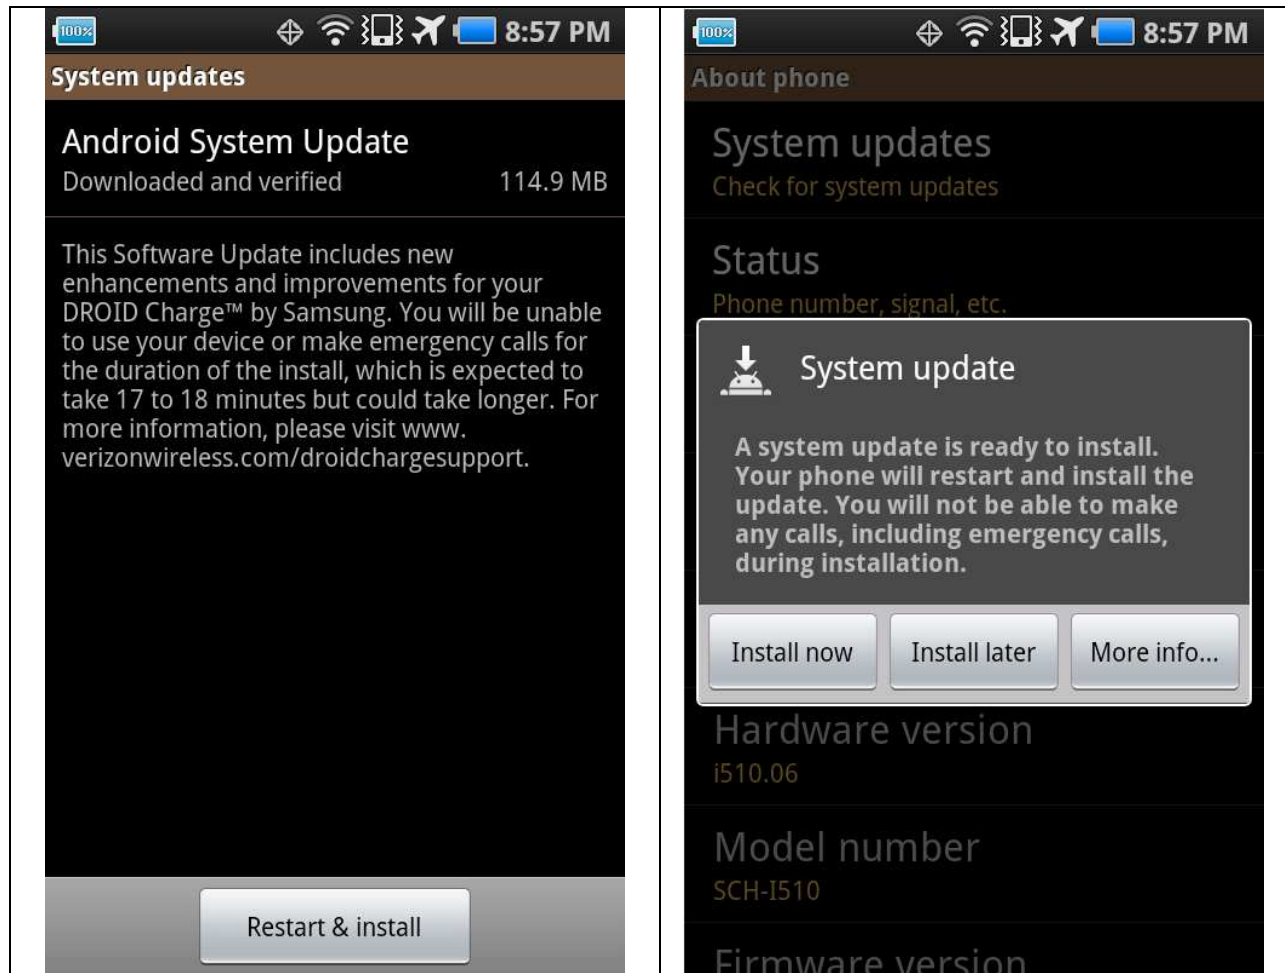 100%
8:57 PM
System updates
Android System Update
Downloaded and verified 114.9 MB
This Software Update includes new
enhancements and improvements for your
DROID Charge™ by Samsung. You will be unable
to use your device or make emergency calls for
the duration of the install, which is expected to
take 17 to 18 minutes but could take longer. For
more information, please visit www.
verizonwireless.com/droidchargesupport.
Restart & install
100%
8:57 PM
About phone
System updates
Check for system updates
Status
Phone number, signal, etc.
System update
A system update is ready to install.
Your phone will restart and install the
update. You will not be able to make
any calls, including emergency calls,
during installation.
Install now Install later More info...
Hardware version
i510.06
Model number
SCH-I510
Firmware version